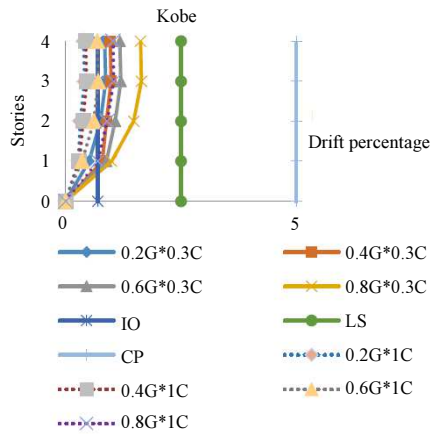 Kobe
4
3
2
1
0
Stories
Drift percentage
0 5
0.2G*0.3C 0.4G*0.3C
0.6G*0.3C 0.8G*0.3C
IO LS
CP 0.2G*1C
0.4G*1C 0.6G*1C
0.8G*1C